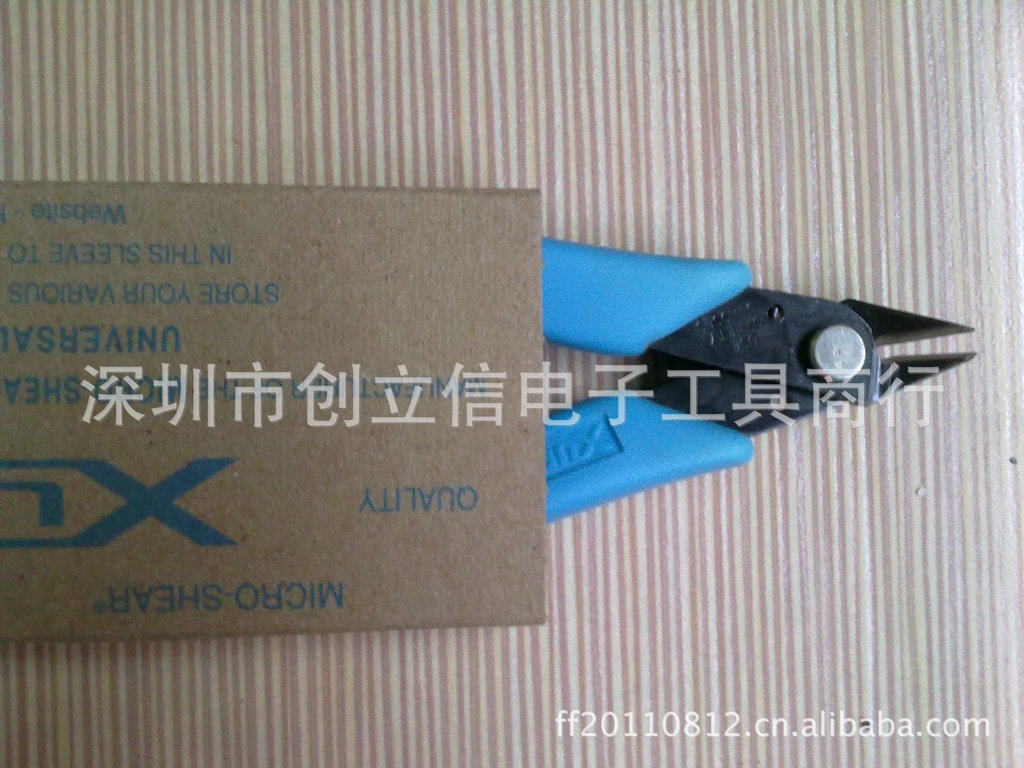 MICRO-SHEAR®
QUALITY
IN THIS SLEEVE TO
STORE YOUR VARIOUS
UNIVERSAL
Website -
深圳市创立信电子工具商行
ff20110812.cn.alibaba.com